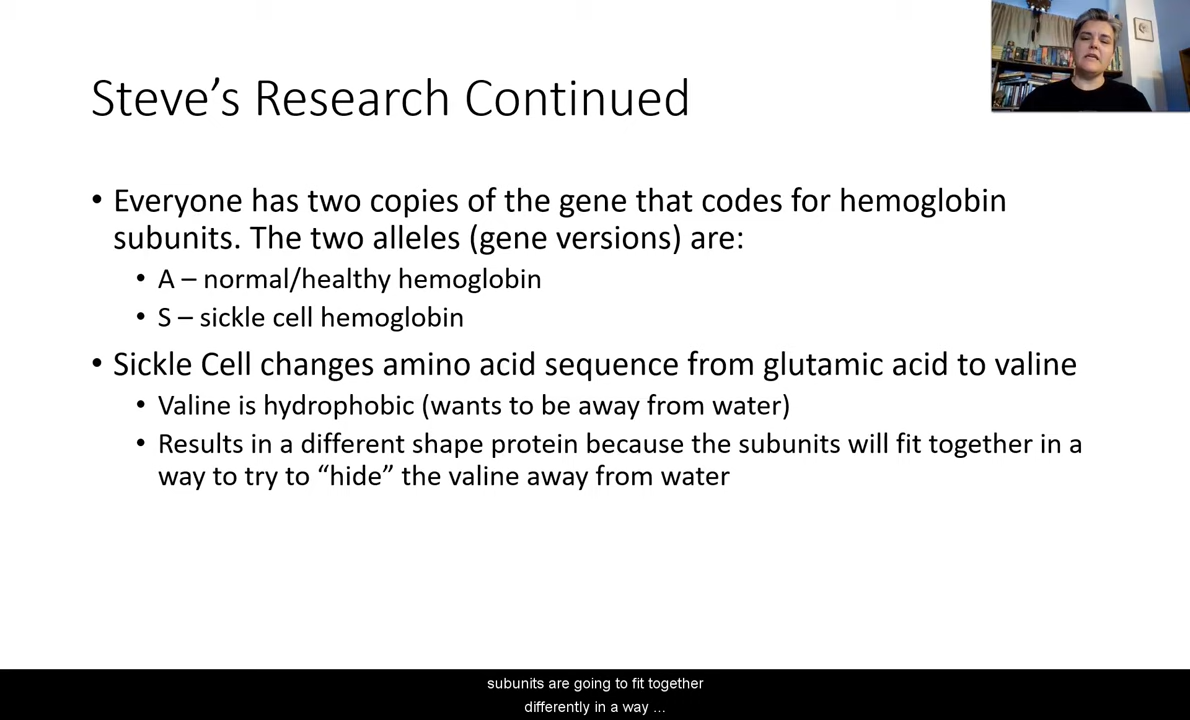 Steve's Research Continued
• Everyone has two copies of the gene that codes for hemoglobin
subunits. The two alleles (gene versions) are:
• A – normal/healthy hemoglobin
• S – sickle cell hemoglobin
• Sickle Cell changes amino acid sequence from glutamic acid to valine
• Valine is hydrophobic (wants to be away from water)
• Results in a different shape protein because the subunits will fit together in a
way to try to “hide” the valine away from water
subunits are going to fit together
differently in a way ...